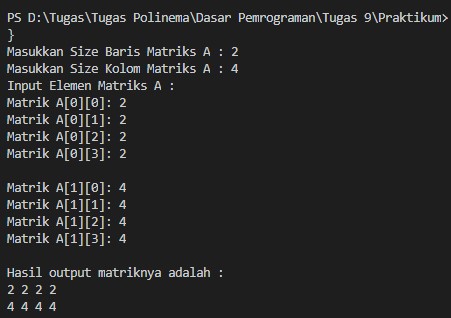 PS D:\Tugas\Tugas Polinema\Dasar Pemrograman\Tugas 9\Praktikum>
}
Masukkan Size Baris Matriks A : 2
Masukkan Size Kolom Matriks A : 4
Input Elemen Matriks A :
Matrik A[0][0]: 2
Matrik A[0][1]: 2
Matrik A[0][2]: 2
Matrik A[0][3]: 2
Matrik A[1][0]: 4
Matrik A[1][1]: 4
Matrik A[1][2]: 4
Matrik A[1][3]: 4
Hasil output matriknya adalah :
2 2 2 2
4 4 4 4